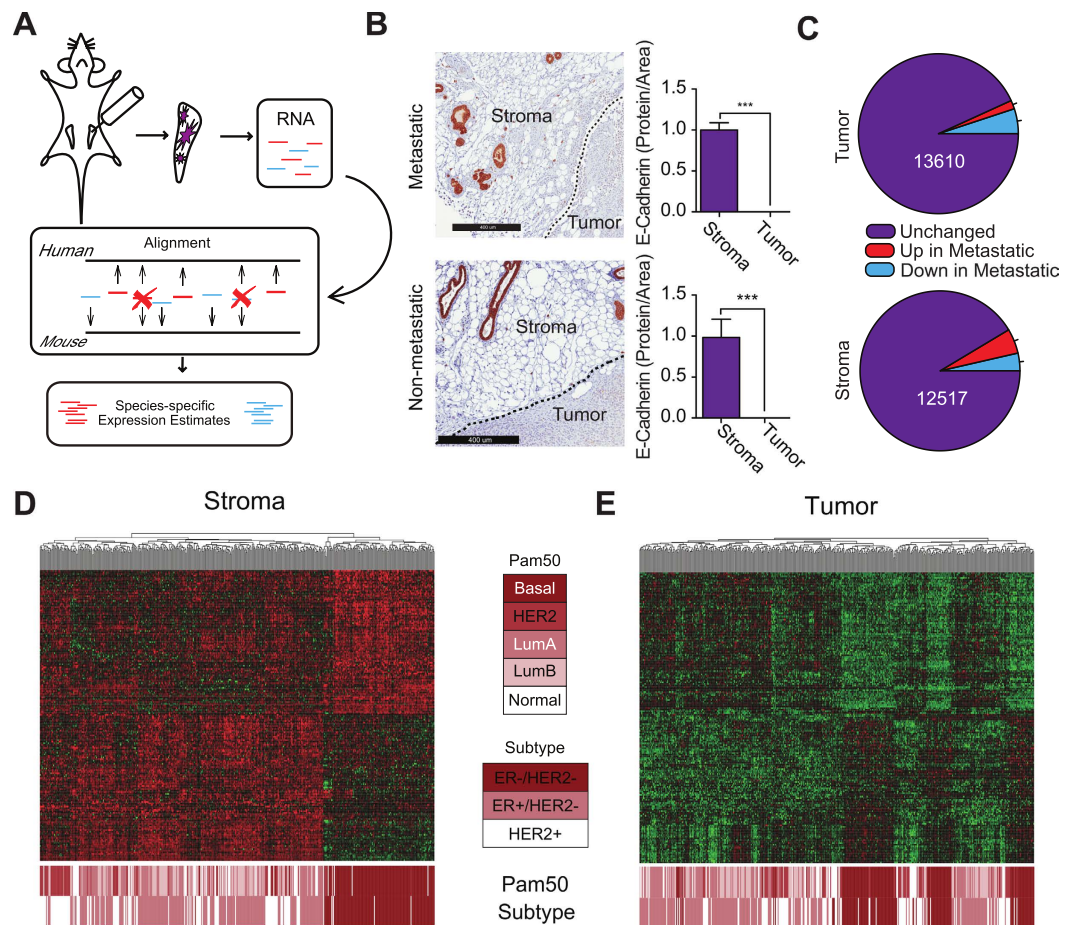 A
RNA
Human
Alignment
Mouse
Species-specific
Expression Estimates
B
Metastatic
Stroma
Tumor
400 um
E-Cadherin (Protein/Area)
1.5
1.0
0.5
0.0
***
Stroma
Tumor
Non-metastatic
Stroma
Tumor
400 um
E-Cadherin (Protein/Area)
1.5
1.0
0.5
0.0
***
Stroma
Tumor
C
Tumor
13610
Unchanged
Up in Metastatic
Down in Metastatic
Stroma
12517
D
Stroma
Pam50
Basal
HER2
LumA
LumB
Normal
Subtype
ER-/HER2-
ER+/HER2-
HER2+
Pam50
Subtype
E
Tumor